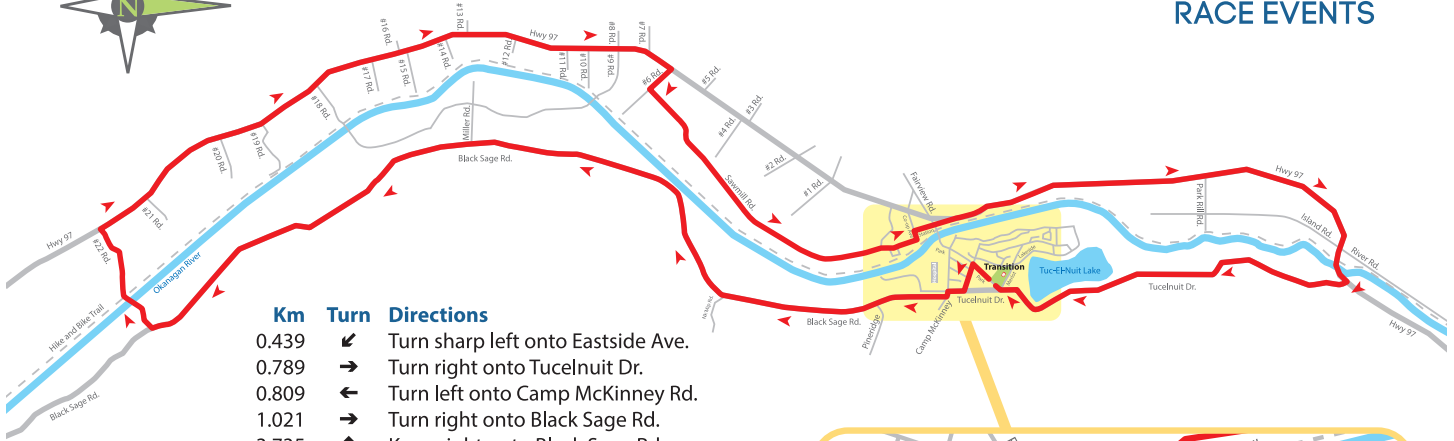 N
RACE EVENTS
#13 Rd.
#16 Rd.
#14 Rd.
#15 Rd.
#17 Rd.
#12 Rd.
Hwy 97
#11 Rd.
#10 Rd.
#9 Rd.
#8 Rd.
#7 Rd.
#6 Rd.
#5 Rd.
#3 Rd.
#4 Rd.
#2 Rd.
#1 Rd.
#18 Rd.
#19 Rd.
#20 Rd.
#21 Rd.
#22 Rd.
Hwy 97
Miller Rd.
Black Sage Rd.
Sawmill Rd.
Fairview Rd.
Hwy 97
Park Rill Rd.
Island Rd.
River Rd.
Hwy 97
Okanagan River
Hike and Bike Trail
Black Sage Rd.
Park
Lakeside
Transition
Tuc-El-Nuit Lake
Tucelnuit Dr.
Tucelnuit Dr.
Black Sage Rd.
Pineridge
Camp McKinney
Km Turn Directions
0.439 Turn sharp left onto Eastside Ave.
0.789 Turn right onto Tucelnuit Dr.
0.809 Turn left onto Camp McKinney Rd.
1.021 Turn right onto Black Sage Rd.